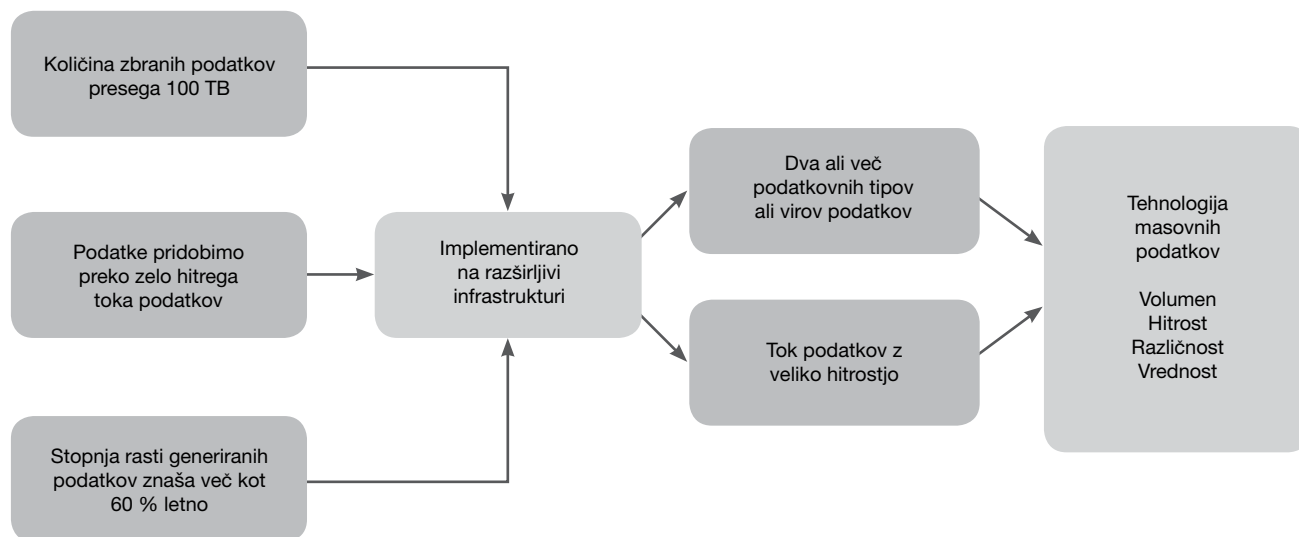 Količina zbranih podatkov
presega 100 TB
Podatke pridobimo
preko zelo hitrega
toka podatkov
Stopnja rasti generiranih
podatkov znaša več kot
60 % letno
Implementirano
na razširljivi
infrastrukturi
Dva ali več
podatkovnih tipov
ali virov podatkov
Tok podatkov z
veliko hitrostjo
Tehnologija
masovnih
podatkov
Volumen
Hitrost
Različnost
Vrednost